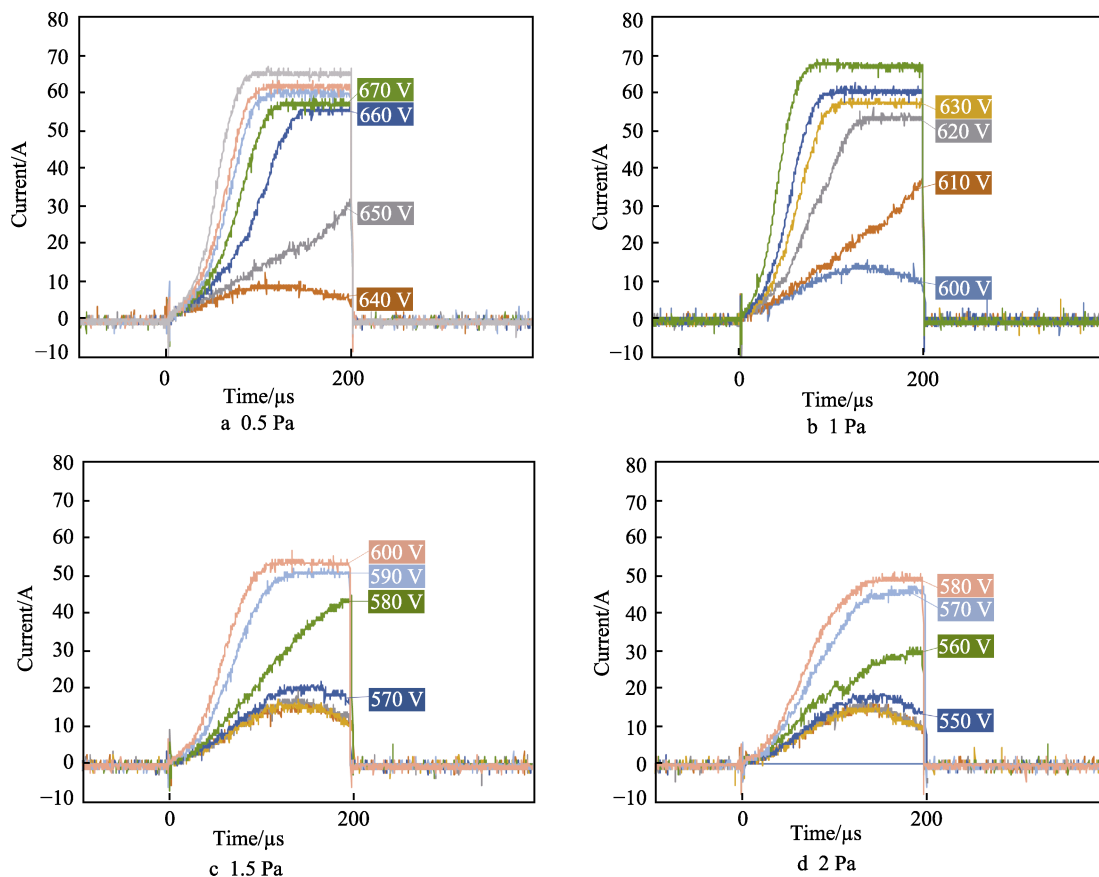 80
70
60
50
40
30
20
10
0
−10
Current/A
670 V
660 V
650 V
640 V
0
200
Time/μs
a 0.5 Pa
80
70
60
50
40
30
20
10
0
−10
Current/A
630 V
620 V
610 V
600 V
0
200
Time/μs
b 1 Pa
80
70
60
50
40
30
20
10
0
−10
Current/A
600 V
590 V
580 V
570 V
0
200
Time/μs
c 1.5 Pa
80
70
60
50
40
30
20
10
0
−10
Current/A
580 V
570 V
560 V
550 V
0
200
Time/μs
d 2 Pa